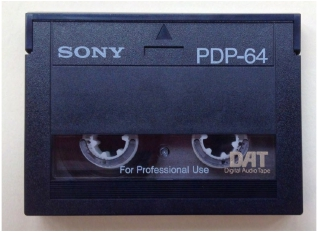 SONY
PDP-64
For Professional Use
DAT
Digital Audio Tape